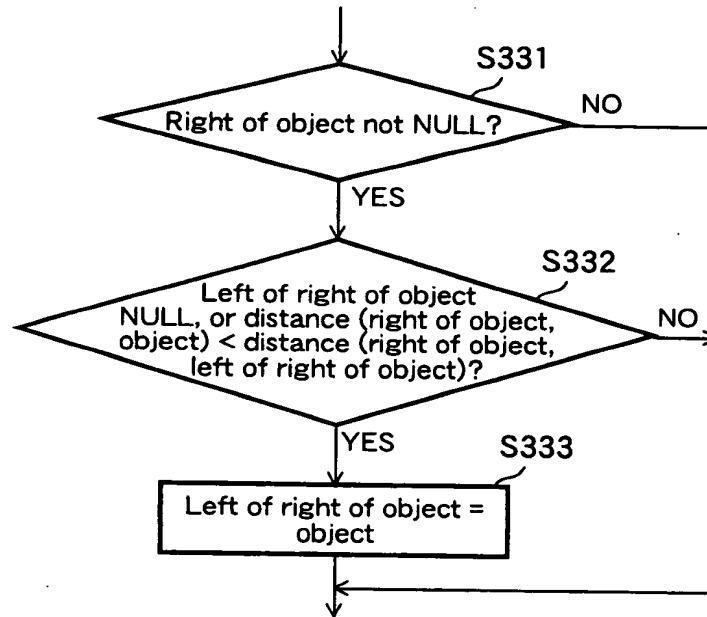 S331
Right of object not NULL?
NO
YES
S332
Left of right of object
NULL, or distance (right of object,
object) < distance (right of object,
left of right of object)?
NO
YES
S333
Left of right of object =
object